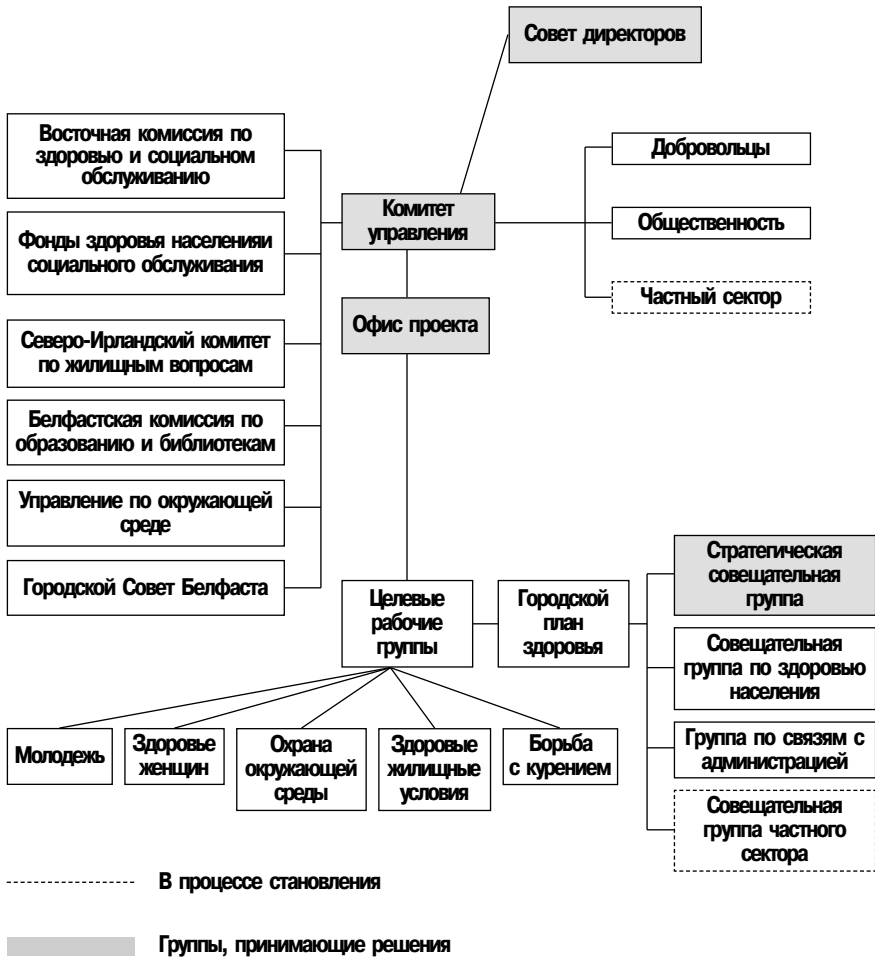 Совет директоров
Восточная комиссия по
здоровью и социальном
обслуживанию
Фонды здоровья населенияи
социального обслуживания
Северо-Ирландский комитет
по жилищным вопросам
Белфастская комиссия по
образованию и библиотекам
Управление по окружающей
среде
Городской Совет Белфаста
Комитет
управления
Офис проекта
Добровольцы
Общественность
Частный сектор
Целевые
рабочие
группы
Городской
план
здоровья
Стратегическая
совещательная
группа
Совещательная
группа по здоровью
населения
Группа по связям с
администрацией
Совещательная
группа частного
сектора
Молодежь
Здоровье
женщин
Охрана
окружающей
среды
Здоровые
жилищные
условия
Борьба
с курением
В процессе становления
Группы, принимающие решения